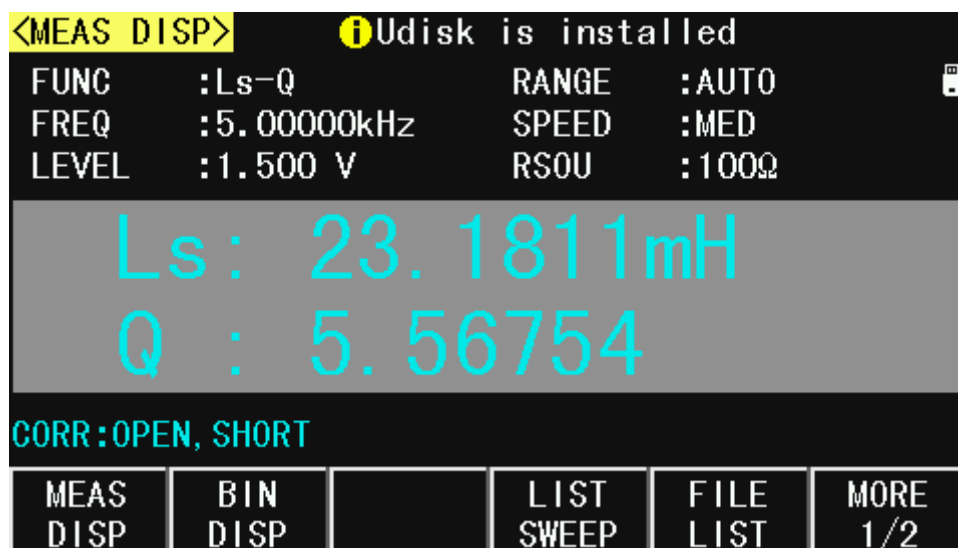 <MEAS DISP> Udisk is installed
FUNC :Ls-Q RANGE :AUTO
FREQ :5.00000kHz SPEED :MED
LEVEL :1.500 V RSOU :100Ω
Ls: 23.1811mH
Q : 5.56754
CORR:OPEN,SHORT
MEAS DISP
BIN DISP
LIST SWEEP
FILE LIST
MORE 1/2